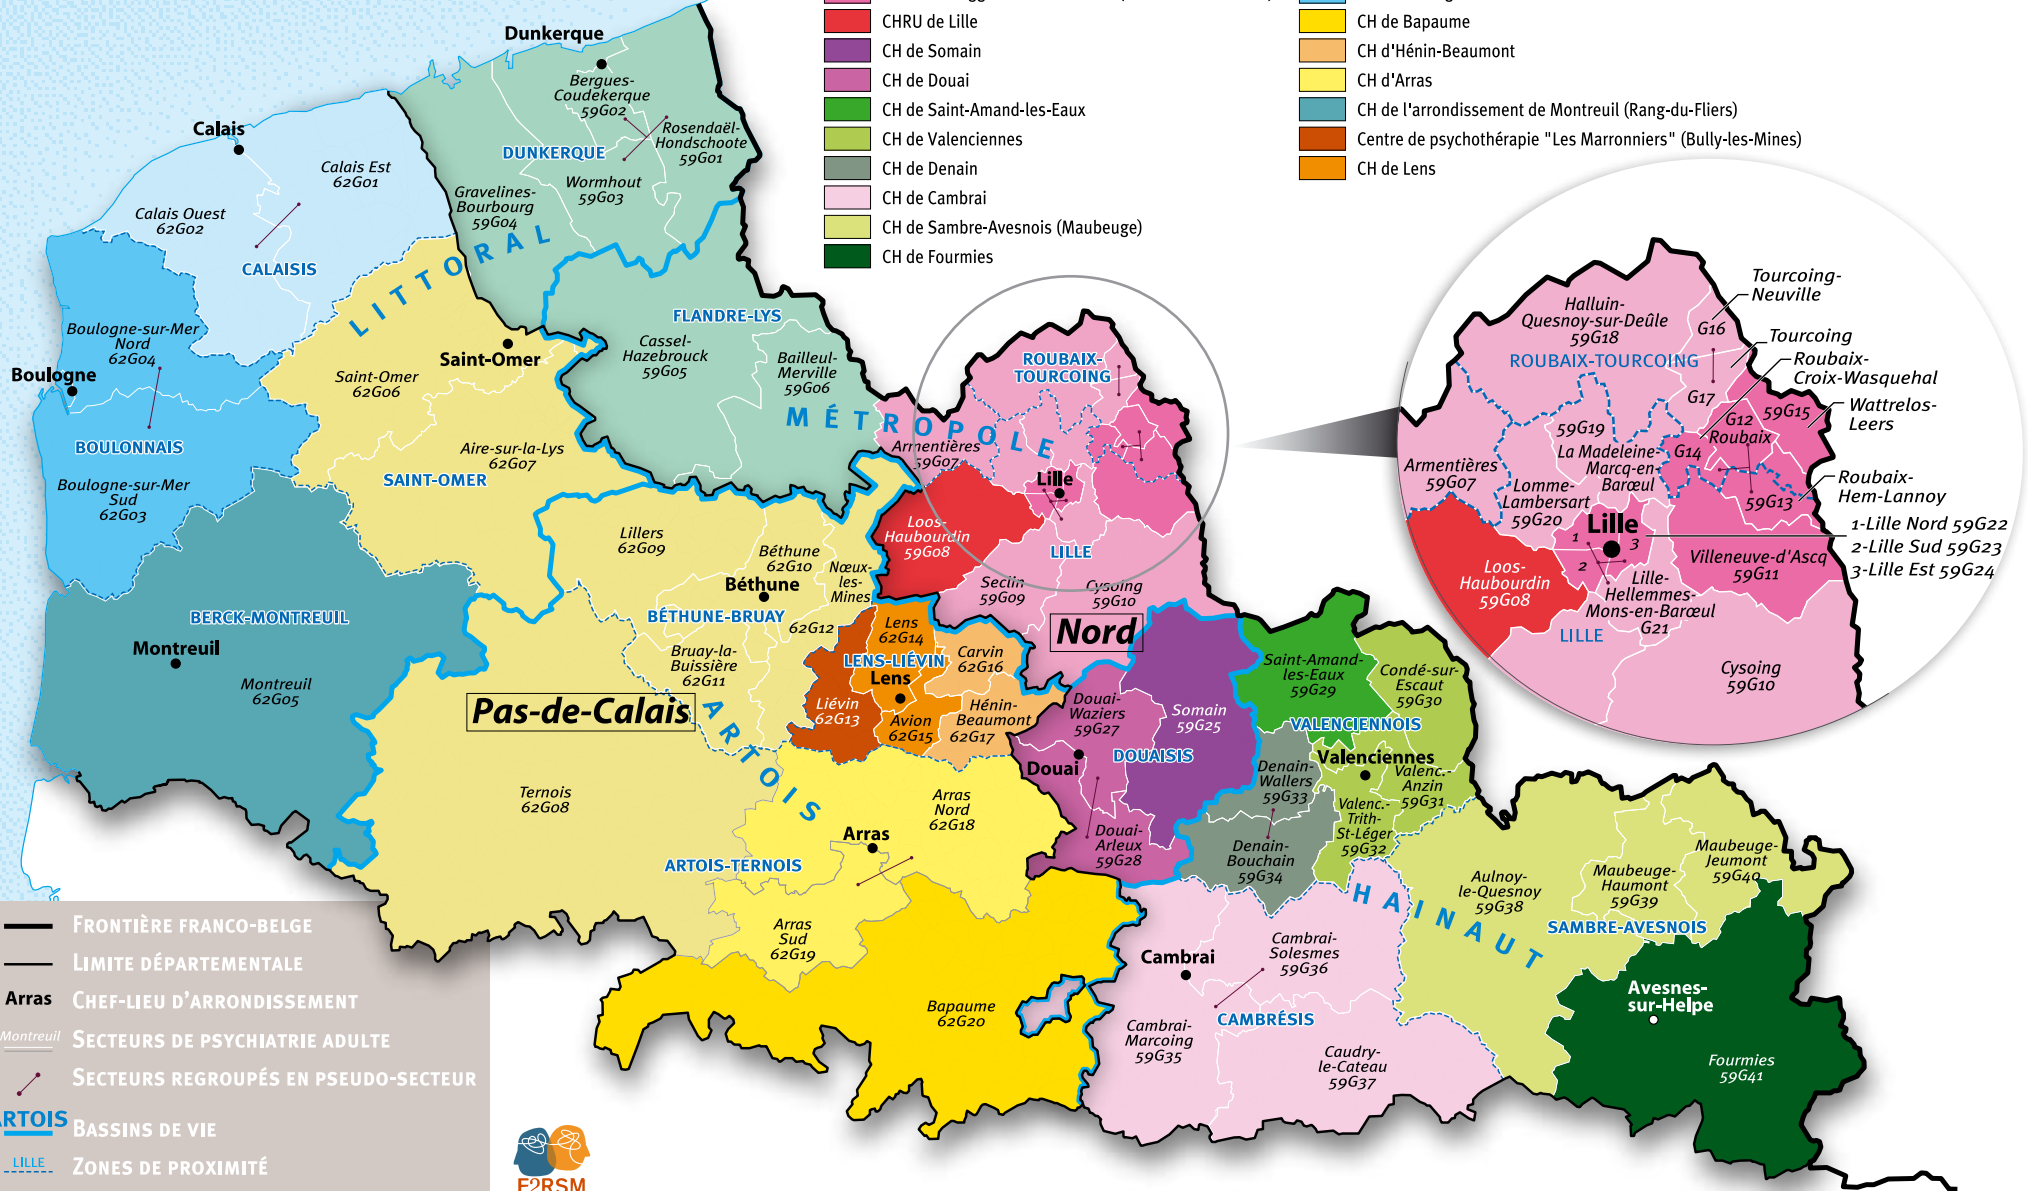 CHRU de Lille
CH de Somain
CH de Douai
CH de Saint-Amand-les-Eaux
CH de Valenciennes
CH de Denain
CH de Cambrai
CH de Sambre-Avesnois (Maubeuge)
CH de Fourmies
CH de Bapaume
CH d'Hénin-Beaumont
CH d'Arras
CH de l'arrondissement de Montreuil (Rang-du-Fliers)
Centre de psychothérapie "Les Marronniers" (Bully-les-Mines)
CH de Lens
Dunkerque
Bergues-
Coudekerque
59G02
Rosendaël-
Hondschoote
59G01
DUNKERQUE
Wormhout
59G03
Gravelines-
Bourbourg
59G04
Calais
Calais Est
62G01
Calais Ouest
62G02
CALAISIS
LITTORAL
Boulogne-sur-Mer
Nord
62G04
Boulogne
BOULONNAIS
Boulogne-sur-Mer
Sud
62G03
Saint-Omer
Saint-Omer
62G06
Aire-sur-la-Lys
62G07
SAINT-OMER
FLANDRE-LYS
Cassel-
Hazebrouck
59G05
Bailleul-
Merville
59G06
MÉTROPOLE
ROUBAIX-
TOURCOING
Armentières
59G07
Lille
Loos-
Haubourdin
59G08
LILLE
Seclin
59G09
Cysoing
59G10
Nord
BERCK-MONTREUIL
Montreuil
Montreuil
62G05
Lillers
62G09
Béthune
62G10
Béthune
Nœux-
les-
Mines
62G12
BÉTHUNE-BRUAY
Bruay-la-
Buissière
62G11
Pas-de-Calais
ARTOIS
Lens
62G14
LENS-LIÉVIN
Lens
Liévin
62G13
Avion
62G15
Carvin
62G16
Hénin-
Beaumont
62G17
Ternois
62G08
Arras
Nord
62G18
Arras
ARTOIS-TERNOIS
Arras
Sud
62G19
Bapaume
62G20
Douai-
Waziers
59G27
Somain
59G25
Douai
DOUAISIS
Douai-
Arleux
59G28
Saint-Amand-
les-Eaux
59G29
Condé-sur-
Escaut
59G30
VALENCIENNOIS
Valenciennes
Denain-
Wallers
59G33
Valenc.-
Anzin
59G31
Valenc.-
Trith-
St-Léger
59G32
Denain-
Bouchain
59G34
HAINAUT
Cambrai
Cambrai-
Solesmes
59G36
CAMBRÉSIS
Cambrai-
Marcoing
59G35
Caudry-
le-Cateau
59G37
Aulnoy-
le-Quesnoy
59G38
Maubeuge-
Haumont
59G39
Maubeuge-
Jeumont
59G40
SAMBRE-AVESNOIS
Avesnes-
sur-Helpe
Fourmies
59G41
Halluin-
Quesnoy-sur-Deûle
59G18
ROUBAIX-TOURCOING
Tourcoing-
Neuville
G16
Tourcoing
G17
Roubaix-
Croix-Wasquehal
59G15
Wattrelos-
Leers
G12
Roubaix
G14
59G19
La Madeleine-
Marcq-en-
Barœul
Armentières
59G07
Lomme-
Lambersart
59G20
59G13
Roubaix-
Hem-Lannoy
Lille
1
2
3
1-Lille Nord 59G22
2-Lille Sud 59G23
3-Lille Est 59G24
Villeneuve-d'Ascq
59G11
Loos-
Haubourdin
59G08
Lille-
Hellemmes-
Mons-en-Barœul
G21
LILLE
Cysoing
59G10
FRONTIÈRE FRANCO-BELGE
LIMITE DÉPARTEMENTALE
Arras CHEF-LIEU D'ARRONDISSEMENT
Montreuil SECTEURS DE PSYCHIATRIE ADULTE
SECTEURS REGROUPÉS EN PSEUDO-SECTEUR
ARTOIS BASSINS DE VIE
LILLE ZONES DE PROXIMITÉ
F2RSM